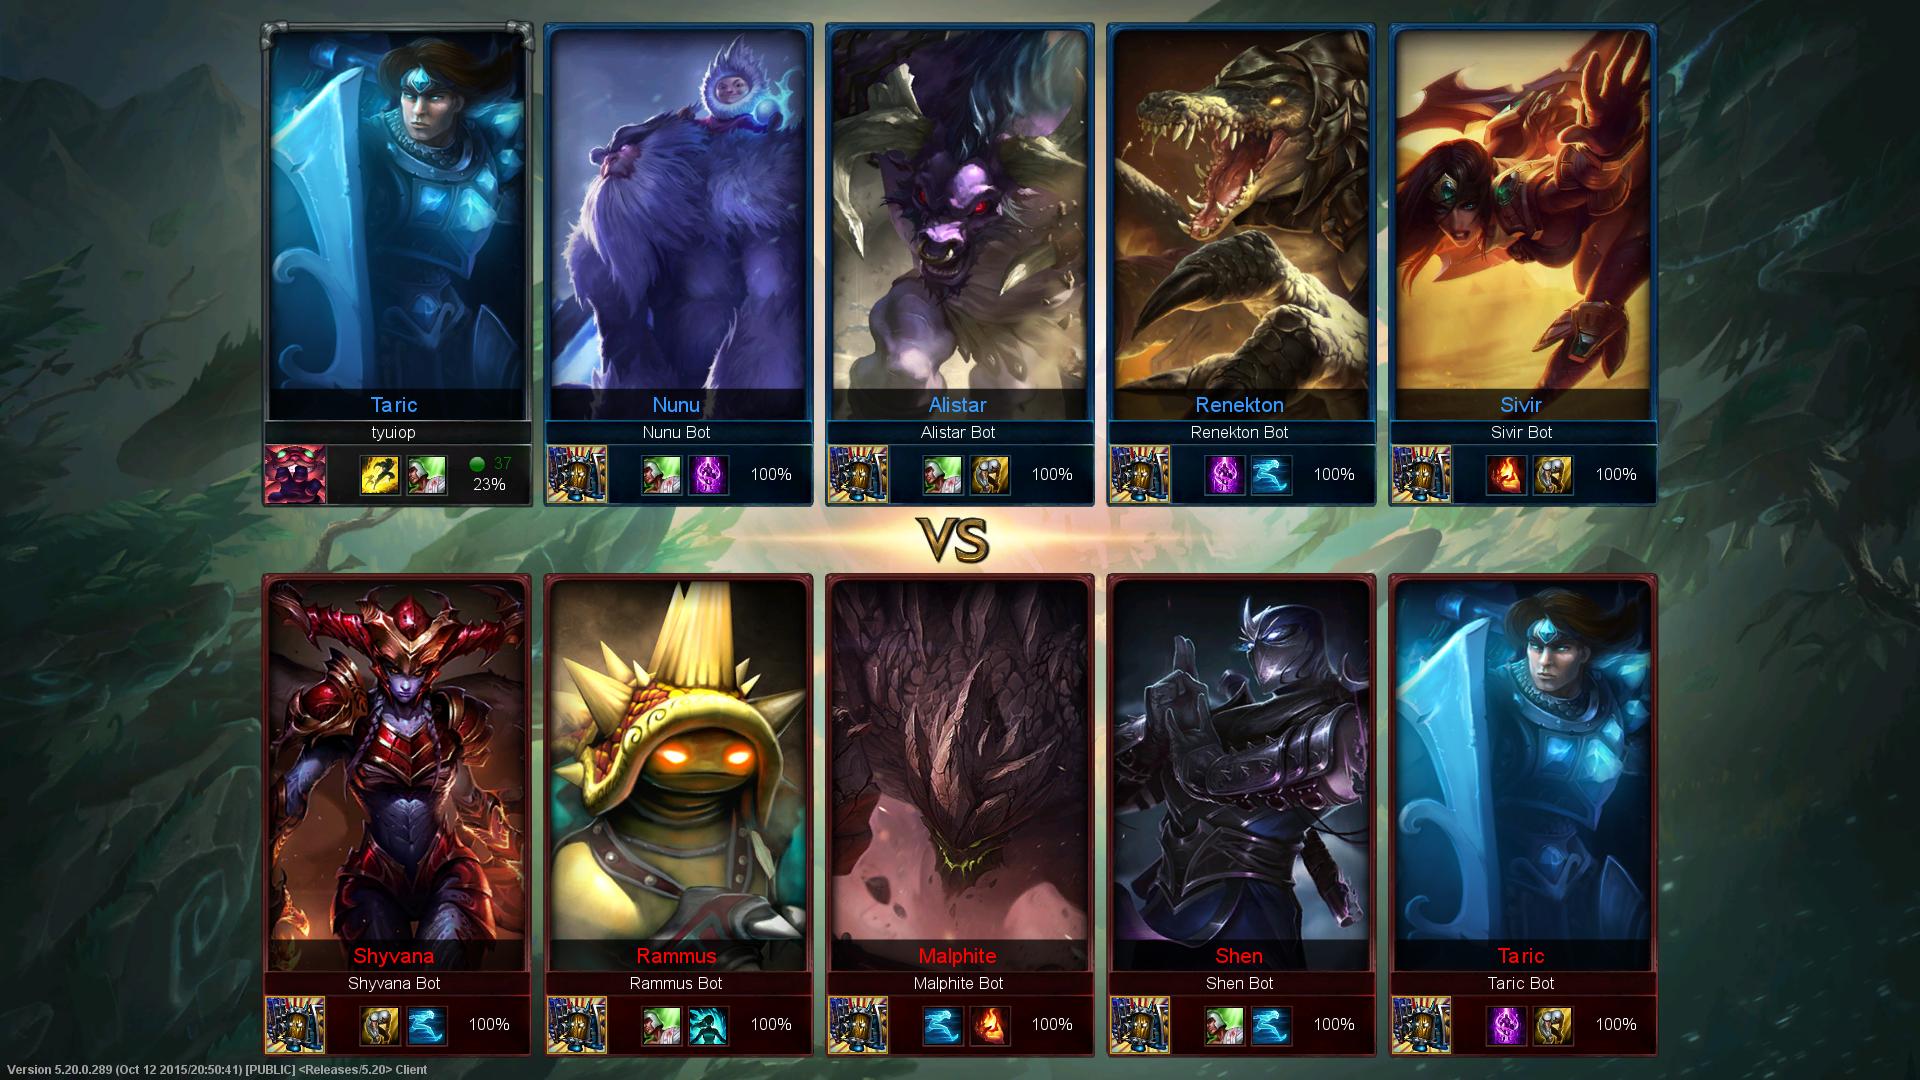 Taric
tyuiop
37
23%
Nunu
Nunu Bot
100%
Alistar
Alistar Bot
100%
Renekton
Renekton Bot
100%
Sivir
Sivir Bot
100%
VS
Shyvana
Shyvana Bot
100%
Rammus
Rammus Bot
100%
Malphite
Malphite Bot
100%
Shen
Shen Bot
100%
Taric
Taric Bot
100%
Version 5.20.0.289 (Oct 12 2015/20:50:41) [PUBLIC] <Releases/5.20> Client